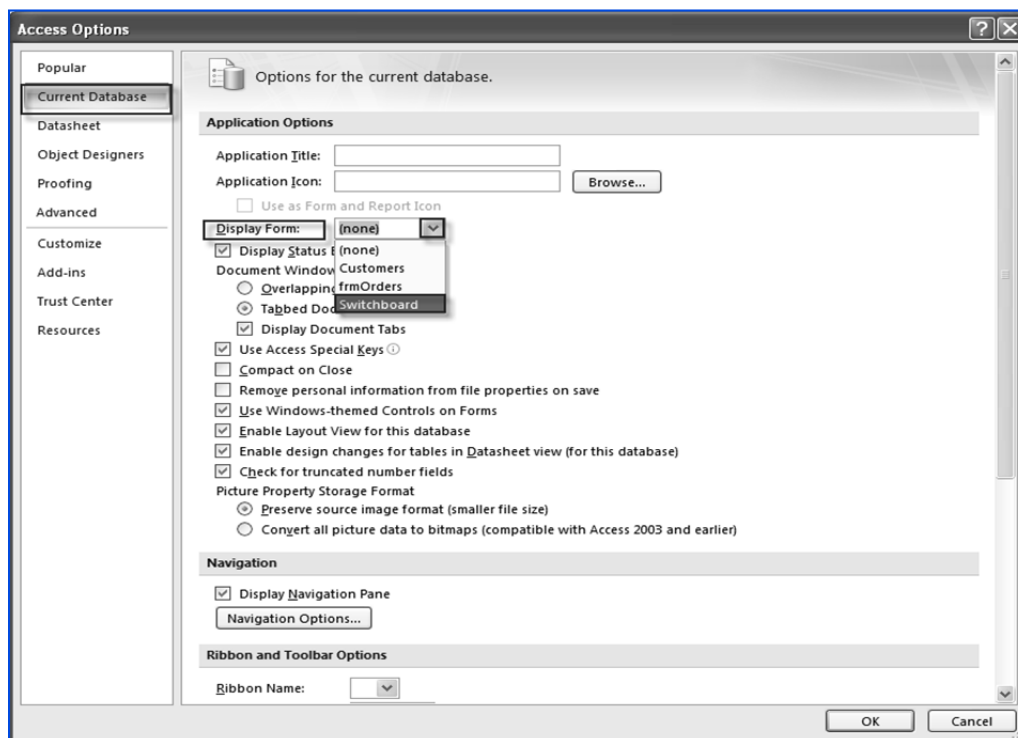 Access Options
Popular
Current Database
Datasheet
Object Designers
Proofing
Advanced
Customize
Add-ins
Trust Center
Resources
Options for the current database.
Application Options
Application Title:
Application Icon:
Browse...
Use as Form and Report Icon
Display Form: (none)
(none)
Customers
frmOrders
Switchboard
Display Status
Document Window
Overlapping
Tabbed
Display Document Tabs
Use Access Special Keys
Compact on Close
Remove personal information from file properties on save
Use Windows-themed Controls on Forms
Enable Layout View for this database
Enable design changes for tables in Datasheet view (for this database)
Check for truncated number fields
Picture Property Storage Format
Preserve source image format (smaller file size)
Convert all picture data to bitmaps (compatible with Access 2003 and earlier)
Navigation
Display Navigation Pane
Navigation Options...
Ribbon and Toolbar Options
Ribbon Name:
OK Cancel